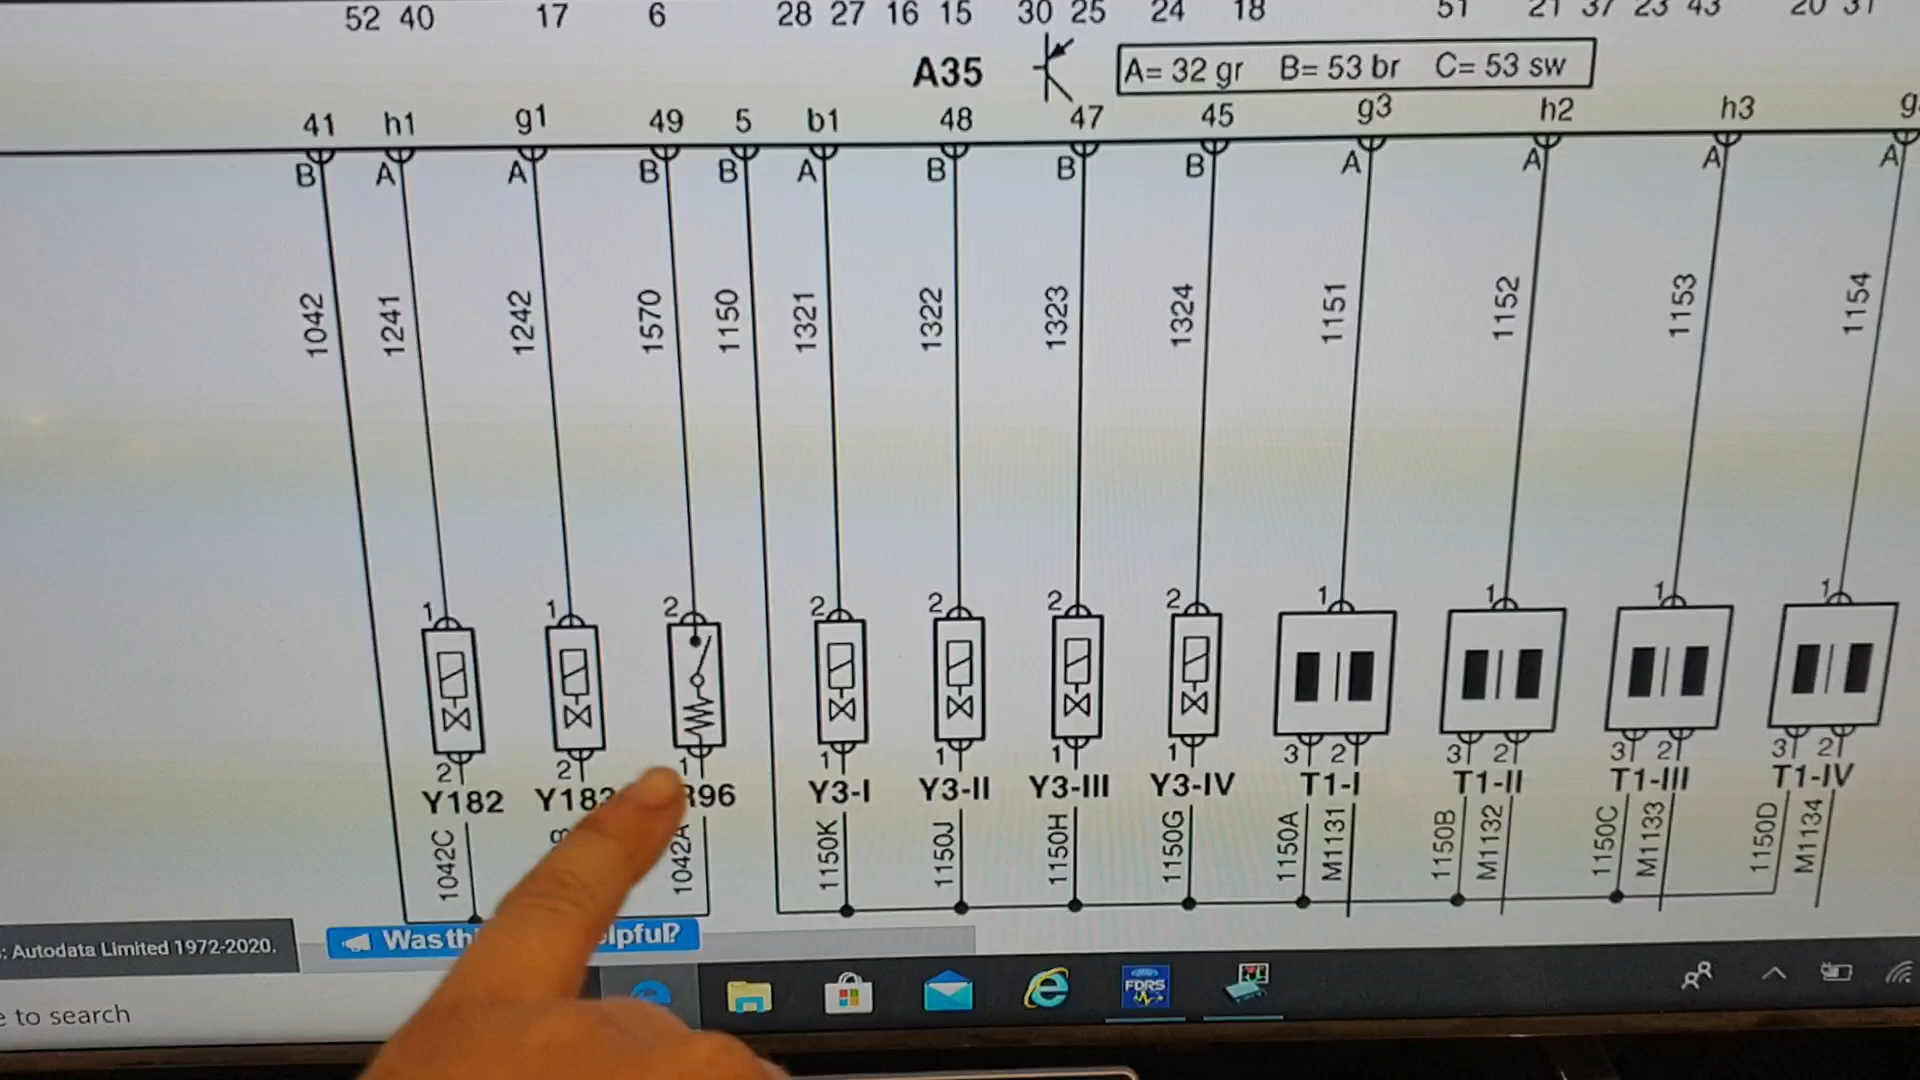 52 40 17 6 28 27 16 15 30 25 24 18 51 21 37 23 43 20 31
A35 A= 32 gr B= 53 br C= 53 sw
41 h1 g1 49 5 b1 48 47 45 g3 h2 h3
B A A B B A B B B A A A A
1042 1241 1242 1570 1150 1321 1322 1323 1324 1151 1152 1153 1154
1 1 2 2 2 2 2 1 1 1 1
2 2 1 1 1 1 1 3 2 3 2 3 2 3 2
Y182 Y183 R96 Y3-I Y3-II Y3-III Y3-IV T1-I T1-II T1-III T1-IV
1042C 1042A 1150K 1150J 1150H 1150G 1150A M1131 1150B M1132 1150C M1133 1150D M1134
: Autodata Limited 1972-2020.
Was thi elpful?
e to search
FDRS